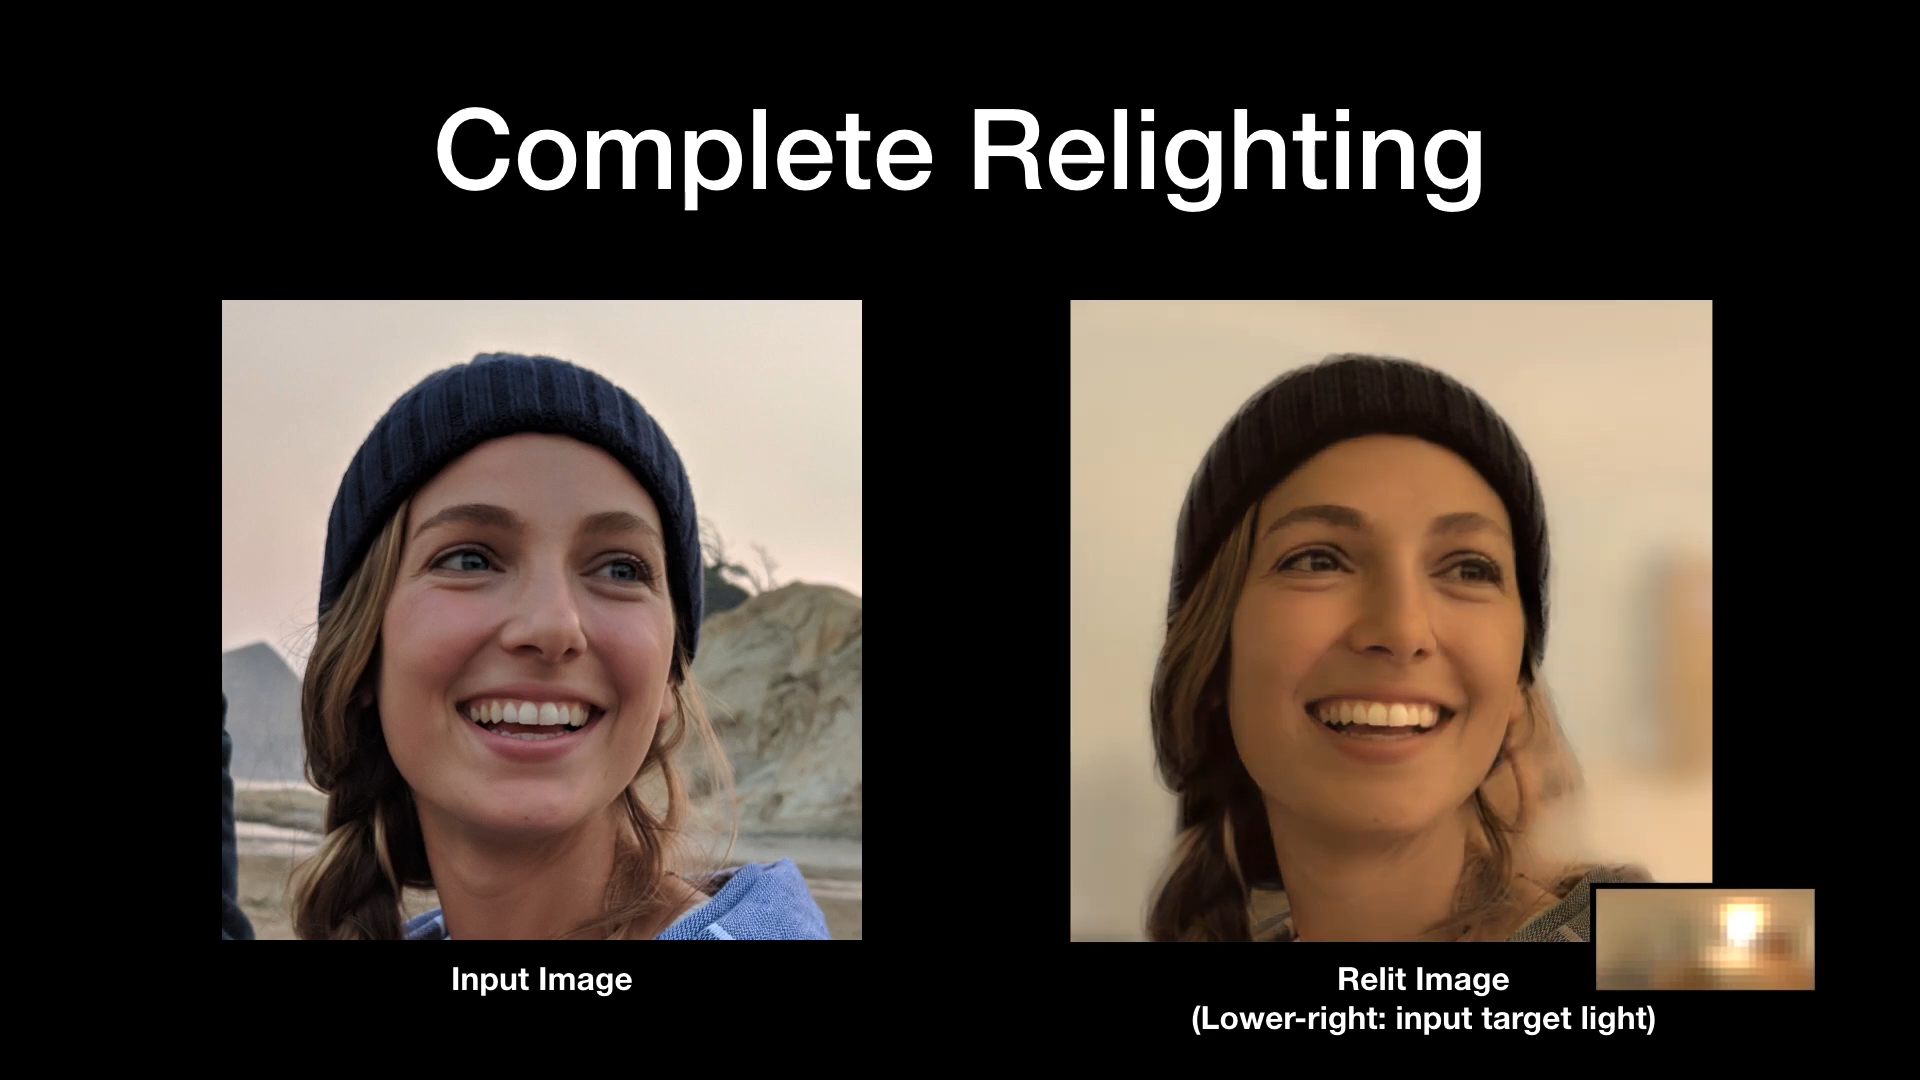 Complete Relighting
Input Image
Relit Image
(Lower-right: input target light)